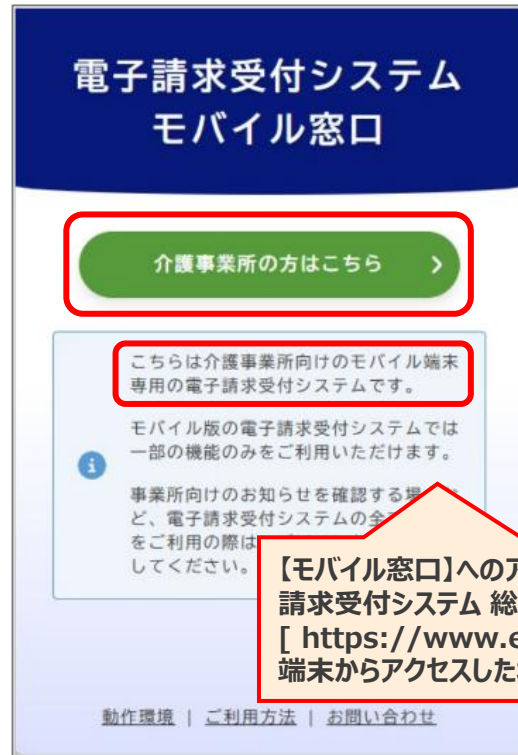 電子請求受付システム
モバイル窓口
介護事業所の方はこちら
こちらは介護事業所向けのモバイル端末
専用の電子請求受付システムです。
モバイル版の電子請求受付システムでは
一部の機能のみをご利用いただけます。
事業所向けのお知らせを確認する場
ど、電子請求受付システムの全
をご利用の際は
してください。
【モバイル窓口】へのア
請求受付システム 総
[ https://www.e
端末からアクセスした
動作環境 | ご利用方法 | お問い合わせ